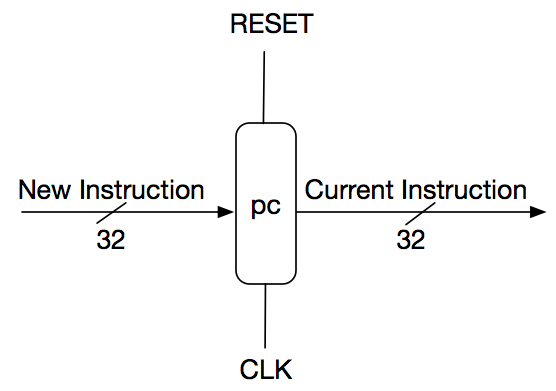 RESET
New Instruction
pc
Current Instruction
32
32
CLK